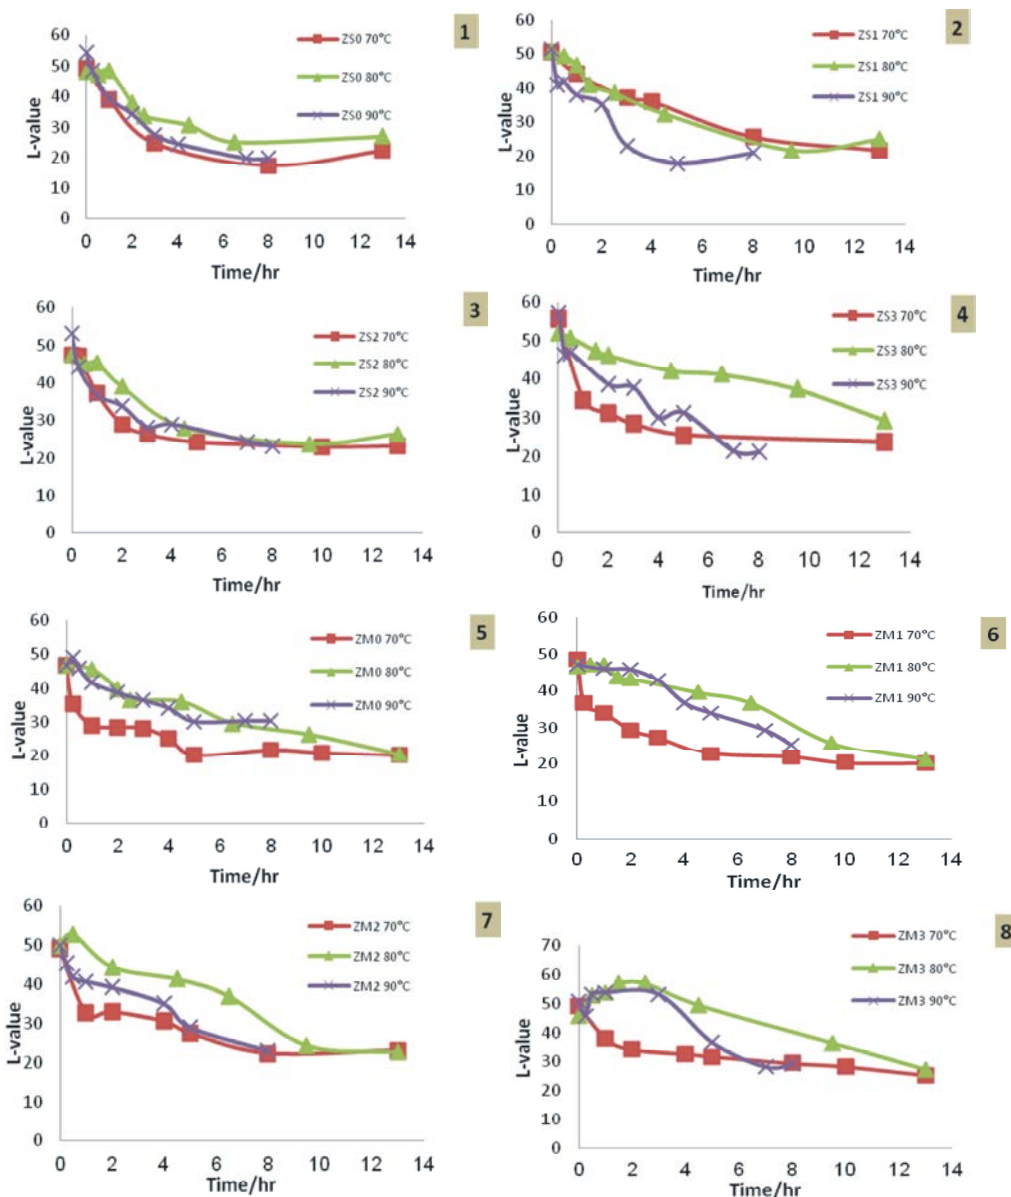 1
60
50
40
30
20
10
0
L-value
ZS0 70°C
ZS0 80°C
ZS0 90°C
0 2 4 6 8 10 12 14
Time/hr
2
60
50
40
30
20
10
0
L-value
ZS1 70°C
ZS1 80°C
ZS1 90°C
0 2 4 6 8 10 12 14
Time/hr
3
60
50
40
30
20
10
0
L-value
ZS2 70°C
ZS2 80°C
ZS2 90°C
0 2 4 6 8 10 12 14
Time/hr
4
60
50
40
30
20
10
0
L-value
ZS3 70°C
ZS3 80°C
ZS3 90°C
0 2 4 6 8 10 12 14
Time/hr
5
60
50
40
30
20
10
0
L-value
ZM0 70°C
ZM0 80°C
ZM0 90°C
0 2 4 6 8 10 12 14
Time/hr
6
60
50
40
30
20
10
0
L-value
ZM1 70°C
ZM1 80°C
ZM1 90°C
0 2 4 6 8 10 12 14
Time/hr
7
60
50
40
30
20
10
0
L-value
ZM2 70°C
ZM2 80°C
ZM2 90°C
0 2 4 6 8 10 12 14
Time/hr
8
70
60
50
40
30
20
10
0
L-value
ZM3 70°C
ZM3 80°C
ZM3 90°C
0 2 4 6 8 10 12 14
Time/hr